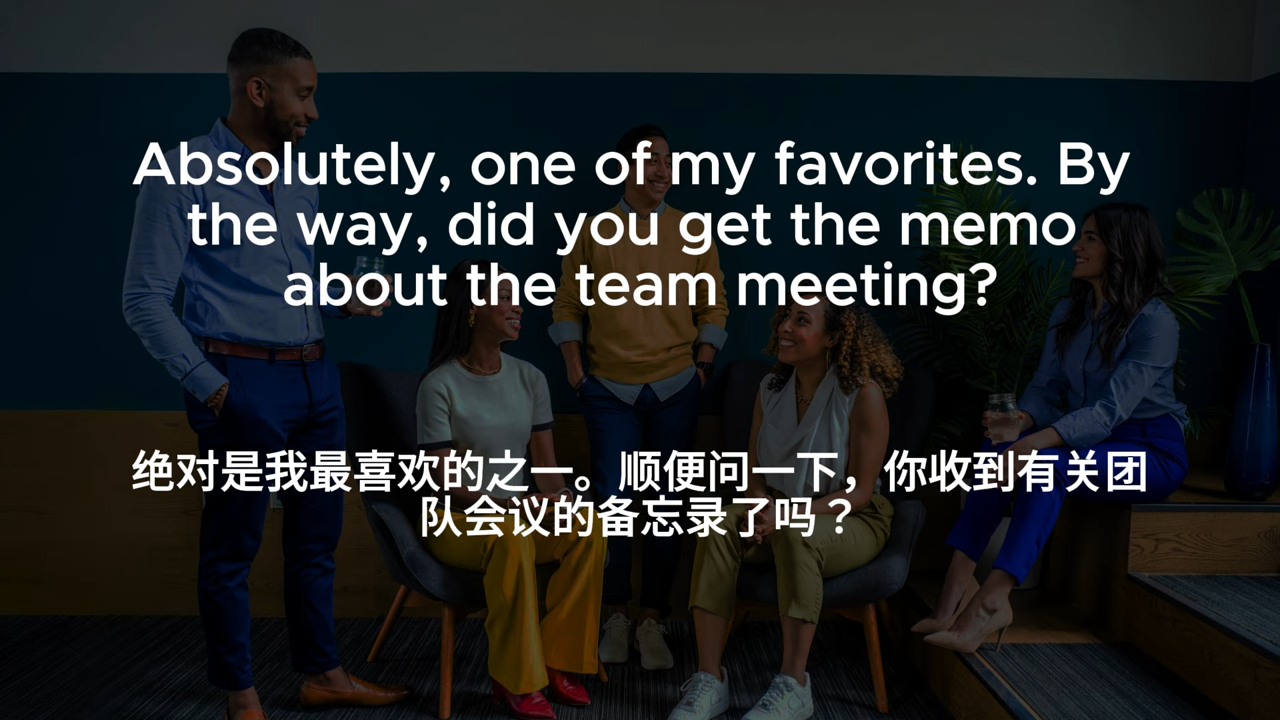 Absolutely, one of my favorites. By
the way, did you get the memo
about the team meeting?
绝对是我最喜欢的之一。顺便问一下，你收到有关团
队会议的备忘录了吗？